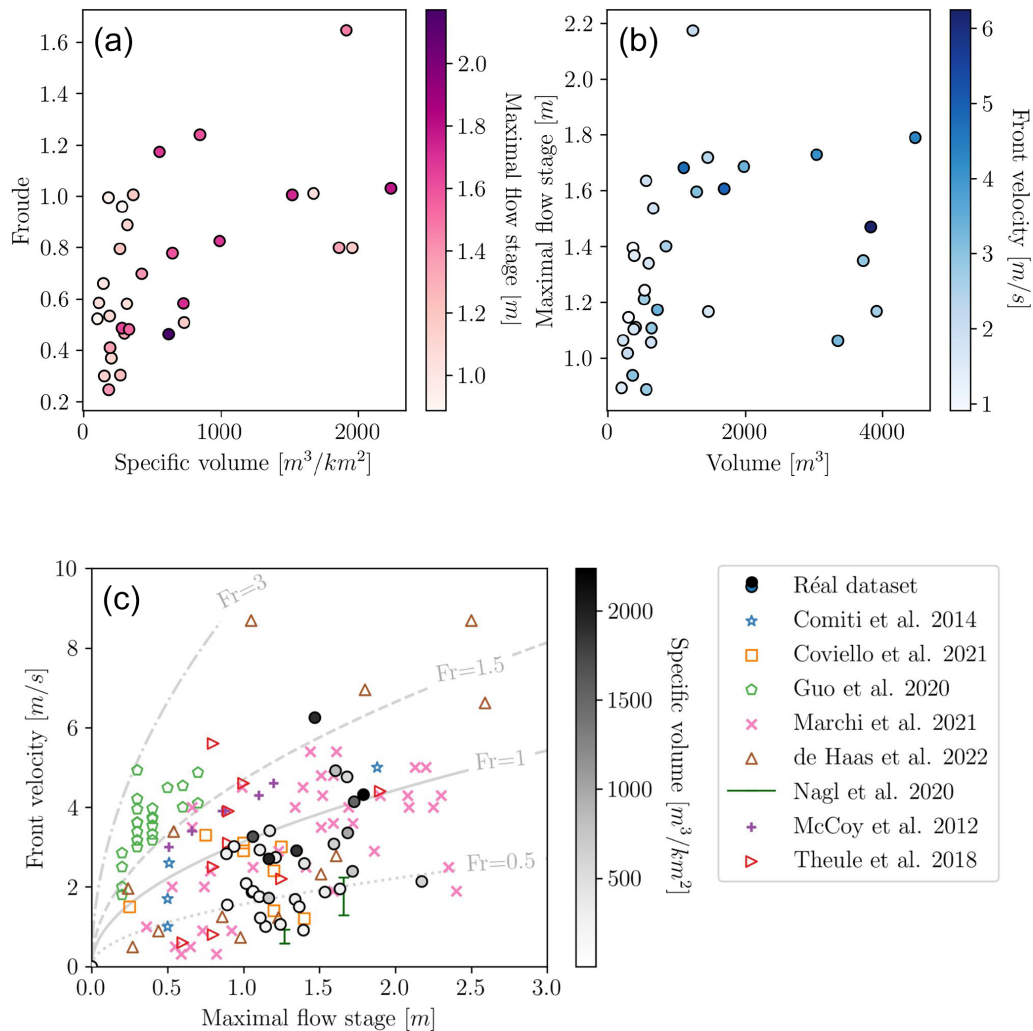 (a)
1.6
1.4
1.2
1.0
0.8
0.6
0.4
0.2
Froude
0
1000
2000
Specific volume [m³/km²]
2.0
1.8
1.6
1.4
1.2
1.0
Maximal flow stage [m]
(b)
2.2
2.0
1.8
1.6
1.4
1.2
1.0
Maximal flow stage [m]
0
2000
4000
Volume [m³]
6
5
4
3
2
1
Front velocity [m/s]
(c)
10
8
6
4
2
0
Front velocity [m/s]
Fr=3
Fr=1.5
Fr=1
Fr=0.5
0.0
0.5
1.0
1.5
2.0
2.5
3.0
Maximal flow stage [m]
2000
1500
1000
500
Specific volume [m³/km²]
Réal dataset
Comiti et al. 2014
Coviello et al. 2021
Guo et al. 2020
Marchi et al. 2021
de Haas et al. 2022
Nagl et al. 2020
McCoy et al. 2012
Theule et al. 2018